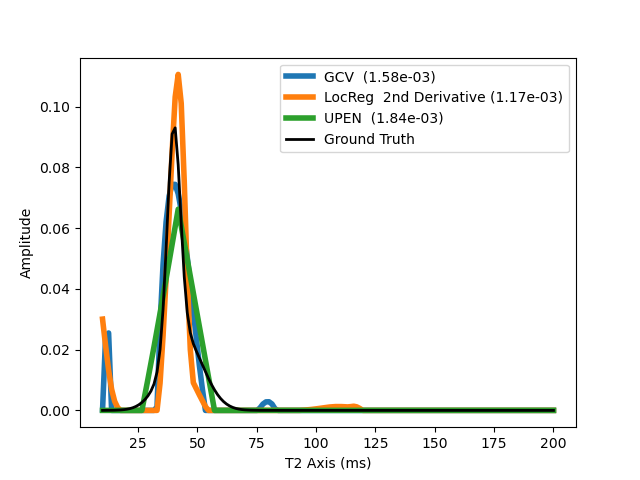 GCV  (1.58e-03)
LocReg  2nd Derivative (1.17e-03)
UPEN  (1.84e-03)
Ground Truth
0.10
0.08
0.06
0.04
0.02
0.00
Amplitude
25 50 75 100 125 150 175 200
T2 Axis (ms)